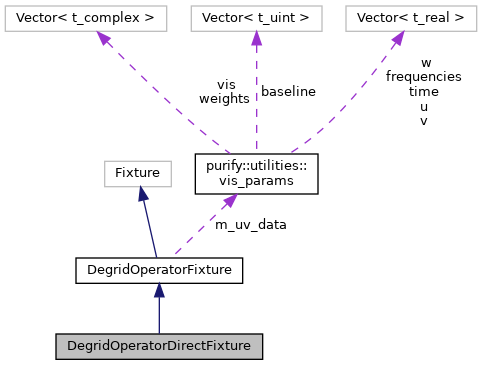 Vector< t_complex >
Vector< t_uint >
Vector< t_real >
vis
weights
baseline
w
frequencies
time
u
v
Fixture
purify::utilities::
vis_params
m_uv_data
DegridOperatorFixture
DegridOperatorDirectFixture